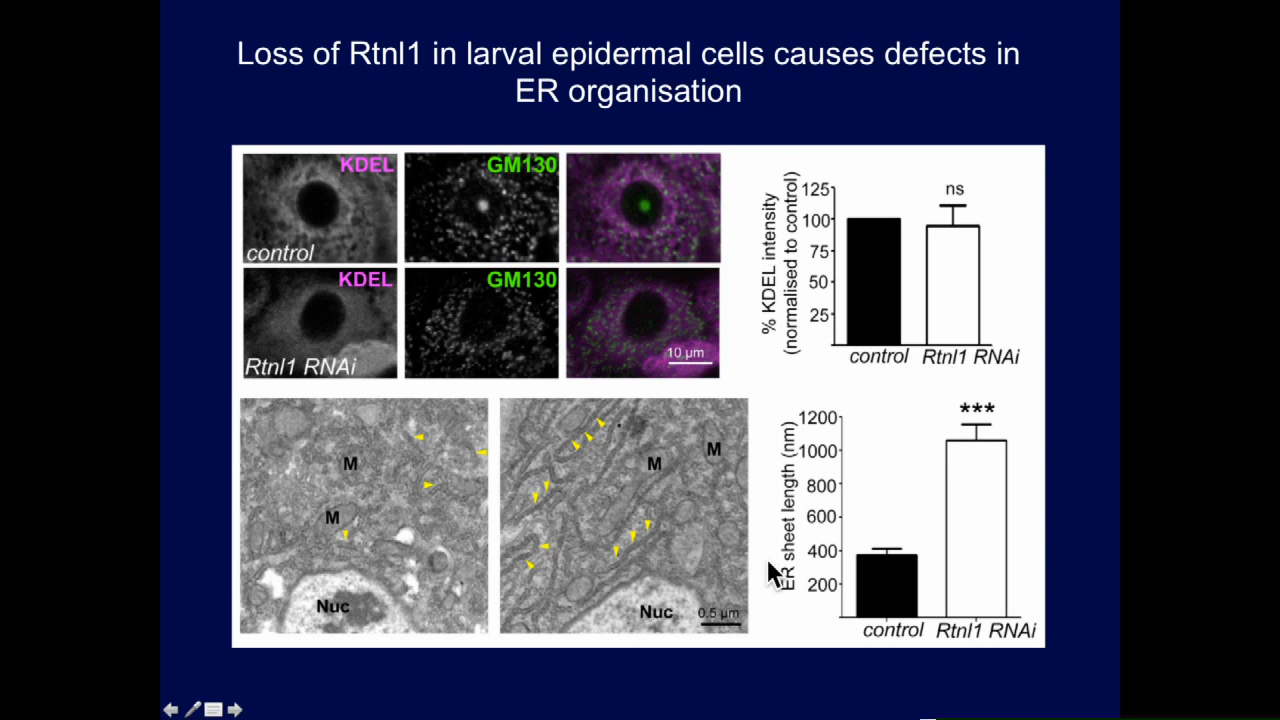 Loss of Rtnl1 in larval epidermal cells causes defects in
ER organisation
KDEL
GM130
control
KDEL
GM130
Rtnl1 RNAi
10 µm
% KDEL intensity
(normalised to control)
125
100
75
50
25
ns
control
Rtnl1 RNAi
M
M
Nuc
M
M
Nuc
0.5 µm
ER sheet length (nm)
1200
1000
800
600
400
200
***
control
Rtnl1 RNAi